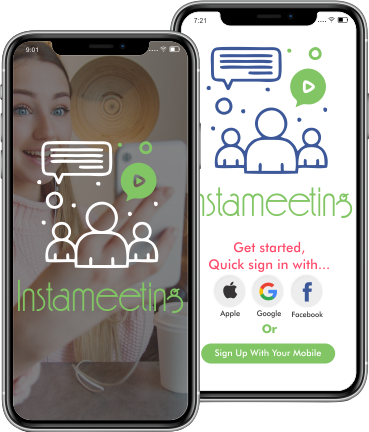 9:01
Instameeting
7:21
nstameeting
Get started,
Quick sign in with...
Apple
Google
Facebook
Or
Sign Up With Your Mobile